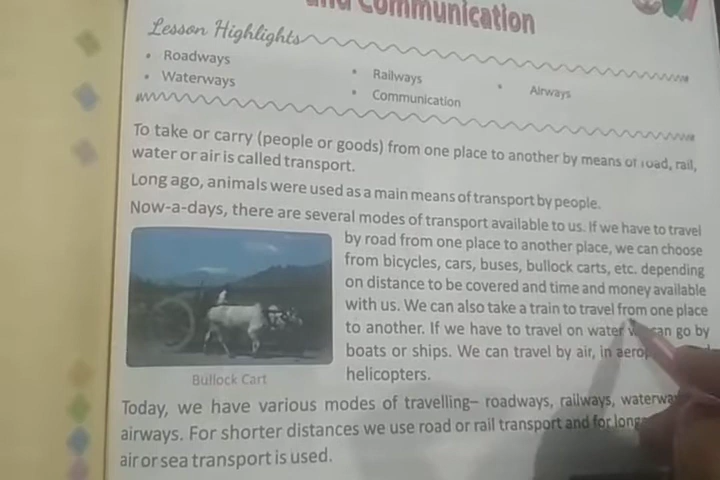 and Communication
Lesson Highlights
• Roadways
• Railways
• Airways
• Waterways
• Communication
To take or carry (people or goods) from one place to another by means of road, rail,
water or air is called transport.
Long ago, animals were used as a main means of transport by people.
Now-a-days, there are several modes of transport available to us. If we have to travel
by road from one place to another place, we can choose
from bicycles, cars, buses, bullock carts, etc. depending
on distance to be covered and time and money available
with us. We can also take a train to travel from one place
to another. If we have to travel on water can go by
boats or ships. We can travel by air, in
helicopters.
Bullock Cart
Today, we have various modes of travelling– roadways, railways,
airways. For shorter distances we use road or rail transport and for
air or sea transport is used.